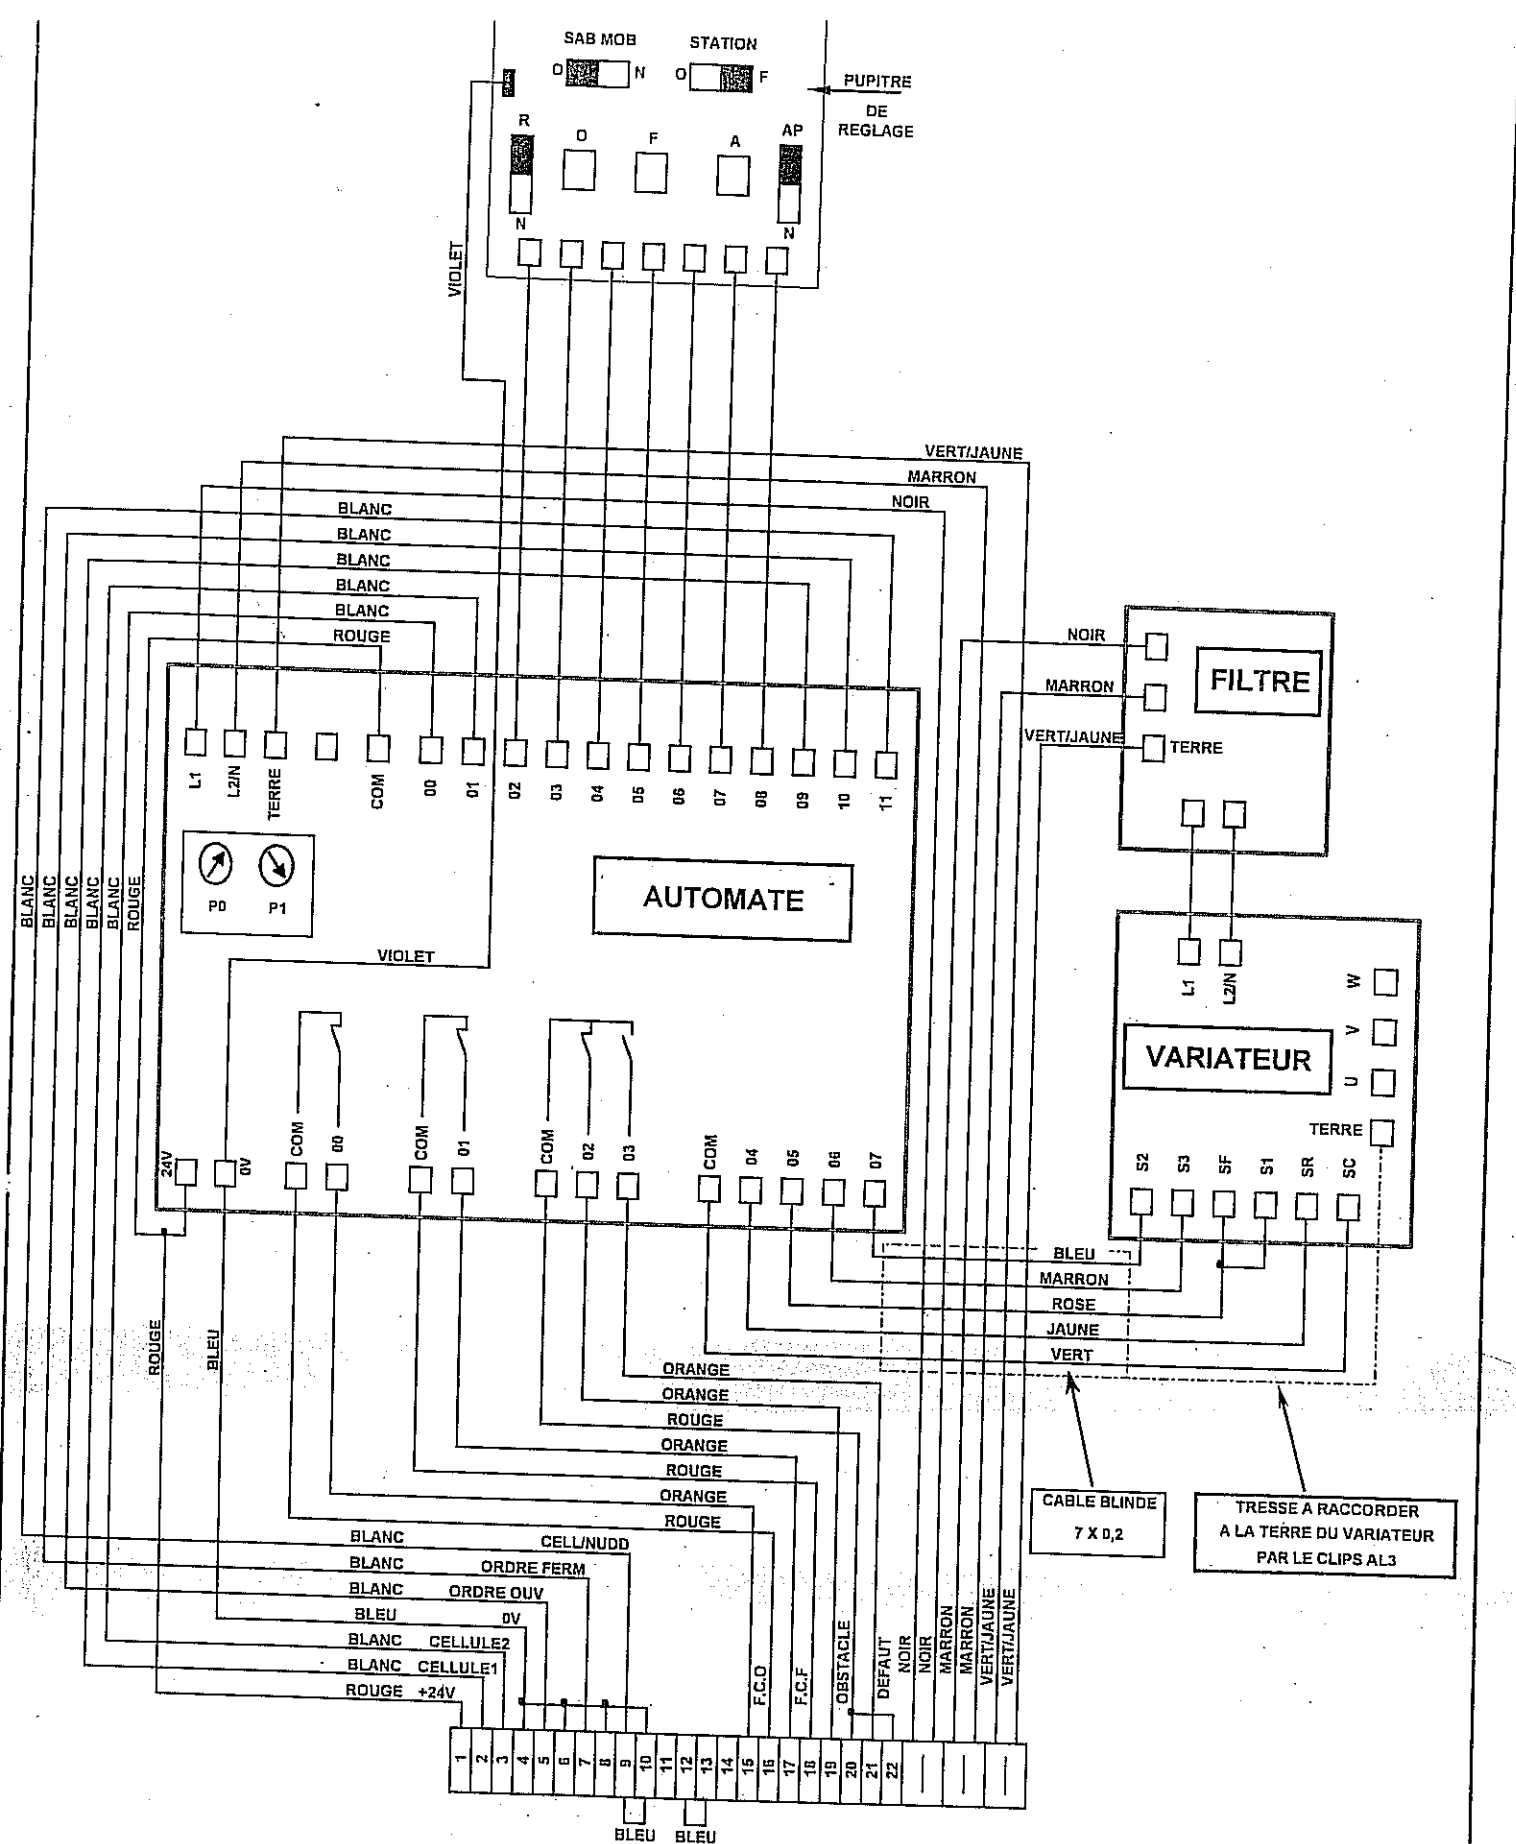 SAB MOB
STATION
O
N
O
F
PUPITRE
DE
REGLAGE
R
O
F
A
AP
N
N
VIOLET
VERT/JAUNE
MARRON
NOIR
BLANC
BLANC
BLANC
BLANC
BLANC
ROUGE
NOIR
MARRON
VERT/JAUNE
FILTRE
TERRE
L1
L2/N
TERRE
COM
00
01
02
03
04
05
06
07
08
09
10
11
P0
P1
AUTOMATE
BLANC
BLANC
BLANC
BLANC
BLANC
ROUGE
VIOLET
L1
L2/N
W
V
U
TERRE
VARIATEUR
S2
S3
SF
S1
SR
SC
24V
0V
COM
00
COM
01
COM
02
03
COM
04
05
06
07
BLEU
MARRON
ROSE
JAUNE
VERT
ROUGE
BLEU
ORANGE
ORANGE
ROUGE
ORANGE
ROUGE
ORANGE
ROUGE
CABLE BLINDE
7 X 0,2
TRESSE A RACCORDER
A LA TERRE DU VARIATEUR
PAR LE CLIPS AL3
BLANC CELL/NUDD
BLANC ORDRE FERM
BLANC ORDRE OUV
BLEU 0V
BLANC CELLULE2
BLANC CELLULE1
ROUGE +24V
F.C.O
F.C.F
OBSTACLE
DEFAUT
NOIR
NOIR
MARRON
MARRON
VERT/JAUNE
VERT/JAUNE
1
2
3
4
5
6
7
8
9
10
11
12
13
14
15
16
17
18
19
20
21
22
BLEU
BLEU